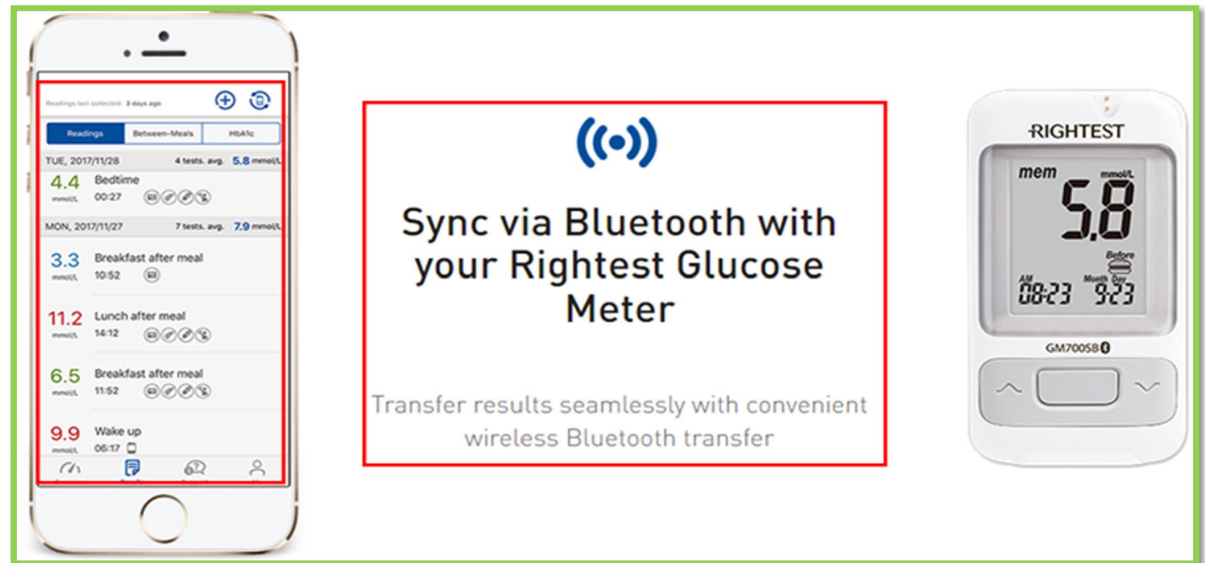 Readings last collected: 3 days ago
Readings Between-Meals HbA1c
TUE, 2017/11/28 4 tests. avg. 5.8 mmol/L
4.4 Bedtime
mmol/L 00:27
MON, 2017/11/27 7 tests. avg. 7.9 mmol/L
3.3 Breakfast after meal
mmol/L 10:52
11.2 Lunch after meal
mmol/L 14:12
6.5 Breakfast after meal
mmol/L 11:52
9.9 Wake up
mmol/L 06:17
Sync via Bluetooth with
your Rightest Glucose
Meter
Transfer results seamlessly with convenient
wireless Bluetooth transfer
RIGHTEST
mem mmol/L
5.8
Before
AM Month Day
08:23 9-23
GM700SB